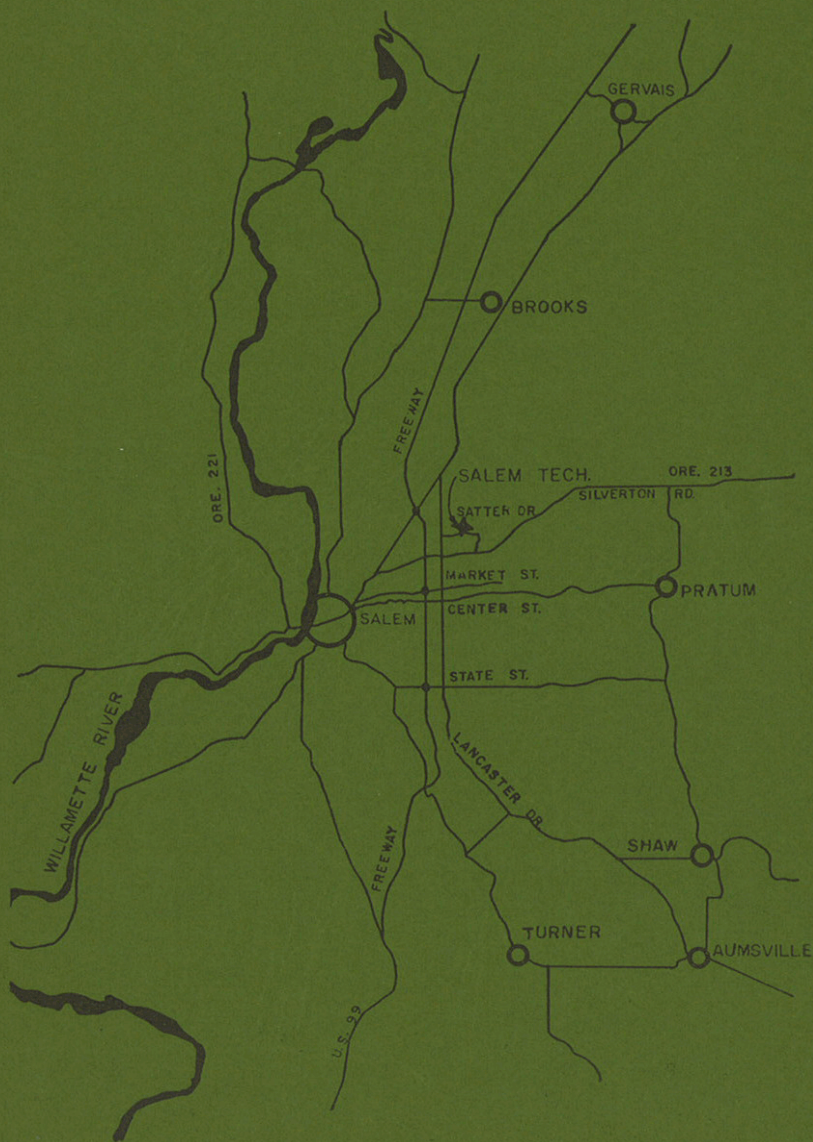 GERVAIS
BROOKS
FREEWAY
ORE. 221
SALEM TECH.
ORE. 213
SILVERTON RD.
SATTER DR.
MARKET ST.
PRATUM
CENTER ST.
SALEM
STATE ST.
WILLAMETTE RIVER
LANCASTER DR.
FREEWAY
SHAW
TURNER
AUMSVILLE
U.S. 99